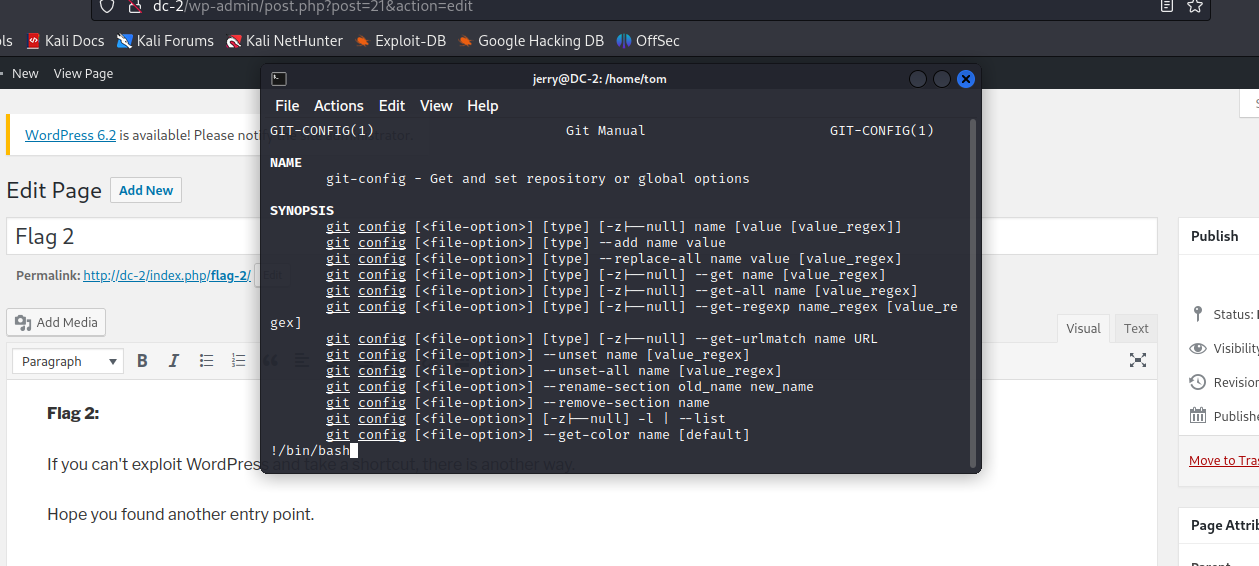 dc-2/wp-admin/post.php?post=21&action=edit
ls Kali Docs Kali Forums Kali NetHunter Exploit-DB Google Hacking DB OffSec
New View Page
jerry@DC-2: /home/tom
File Actions Edit View Help
GIT-CONFIG(1) Git Manual GIT-CONFIG(1)
NAME
git-config - Get and set repository or global options
SYNOPSIS
git config [<file-option>] [type] [-z|--null] name [value [value_regex]]
git config [<file-option>] [type] --add name value
git config [<file-option>] [type] --replace-all name value [value_regex]
git config [<file-option>] [type] [-z|--null] --get name [value_regex]
git config [<file-option>] [type] [-z|--null] --get-all name [value_regex]
git config [<file-option>] [type] [-z|--null] --get-regexp name_regex [value_re
gex]
git config [<file-option>] [type] [-z|--null] --get-urlmatch name URL
git config [<file-option>] --unset name [value_regex]
git config [<file-option>] --unset-all name [value_regex]
git config [<file-option>] --rename-section old_name new_name
git config [<file-option>] --remove-section name
git config [<file-option>] [-z|--null] -l | --list
git config [<file-option>] --get-color name [default]
!/bin/bash
WordPress 6.2 is available! Please
Edit Page Add New
Flag 2
Permalink: http://dc-2/index.php/flag-2/
Add Media
Visual Text
Paragraph
B I
Flag 2:
If you can't exploit WordPress and take a shortcut, there is another way.
Hope you found another entry point.
Publish
Status:
Visibility
Revision
Publishe
Move to Tras
Page Attrib